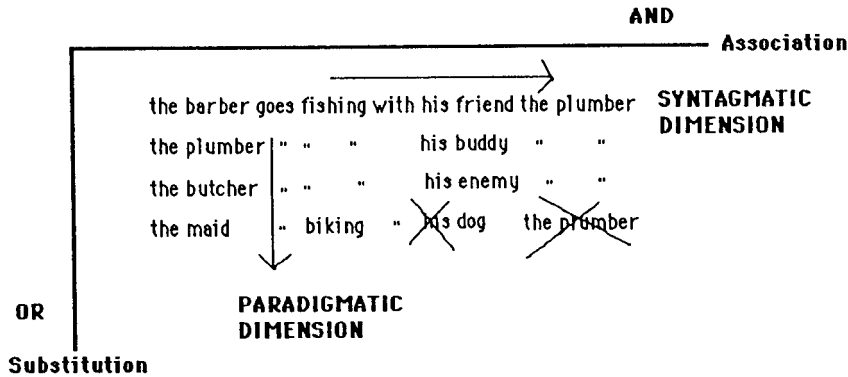 AND
Association
the barber goes fishing with his friend the plumber
SYNTAGMATIC
DIMENSION
the plumber " " " his buddy " "
the butcher " " " his enemy " "
the maid " biking " his dog the plumber
PARADIGMATIC
DIMENSION
OR
Substitution